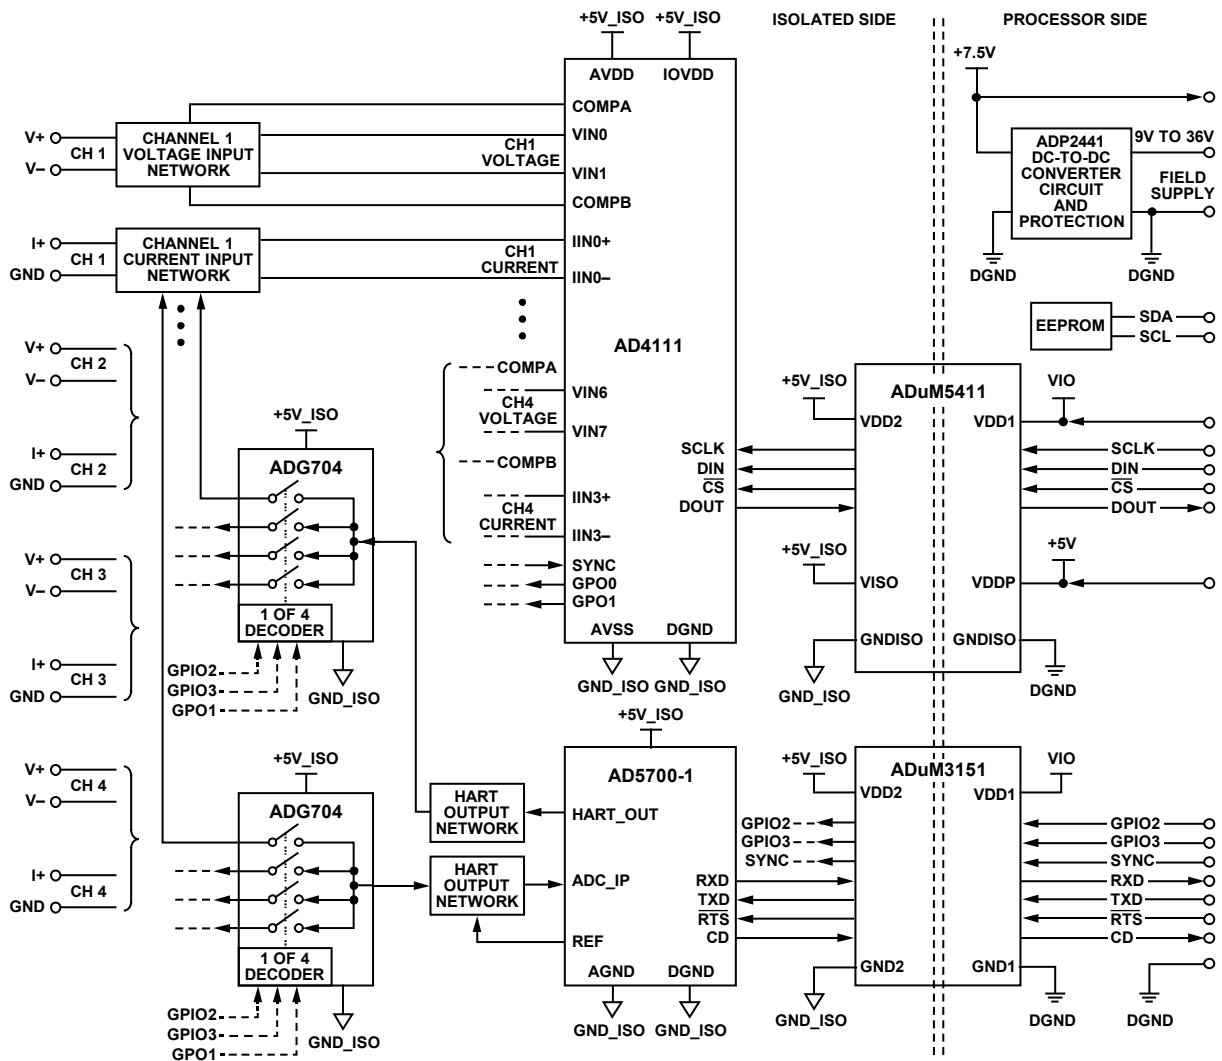 +5V_ISO
+5V_ISO
ISOLATED SIDE
PROCESSOR SIDE
+7.5V
AVDD
IOVDD
COMPA
VIN0
VIN1
COMPB
IIN0+
IIN0–
AD4111
VIN6
VIN7
IIN3+
IIN3–
SYNC
GPO0
GPO1
AVSS
DGND
GND_ISO
GND_ISO
V+
V–
CH 1
CHANNEL 1
VOLTAGE INPUT
NETWORK
CH1
VOLTAGE
I+
GND
CH 1
CHANNEL 1
CURRENT INPUT
NETWORK
CH1
CURRENT
COMPA
CH4
VOLTAGE
COMPB
CH4
CURRENT
V+
V–
CH 2
I+
GND
CH 2
V+
V–
CH 3
I+
GND
CH 3
V+
V–
CH 4
I+
GND
CH 4
+5V_ISO
ADG704
1 OF 4
DECODER
GPIO2
GPIO3
GPO1
GND_ISO
+5V_ISO
ADG704
1 OF 4
DECODER
GPIO2
GPIO3
GPO1
GND_ISO
HART
OUTPUT
NETWORK
HART
OUTPUT
NETWORK
+5V_ISO
AD5700-1
HART_OUT
ADC_IP
REF
RXD
TXD
RTS
CD
AGND
DGND
GND_ISO
GND_ISO
SCLK
DIN
CS
DOUT
ADP2441
DC-TO-DC
CONVERTER
CIRCUIT
AND
PROTECTION
9V TO 36V
FIELD
SUPPLY
DGND
DGND
EEPROM
SDA
SCL
+5V_ISO
ADuM5411
VIO
VDD2
VDD1
SCLK
DIN
CS
DOUT
+5V_ISO
+5V
VISO
VDDP
GNDISO
GNDISO
GND_ISO
DGND
+5V_ISO
ADuM3151
VIO
VDD2
VDD1
GPIO2
GPIO3
SYNC
GPIO2
GPIO3
SYNC
RXD
TXD
RTS
CD
GND2
GND1
GND_ISO
DGND
DGND